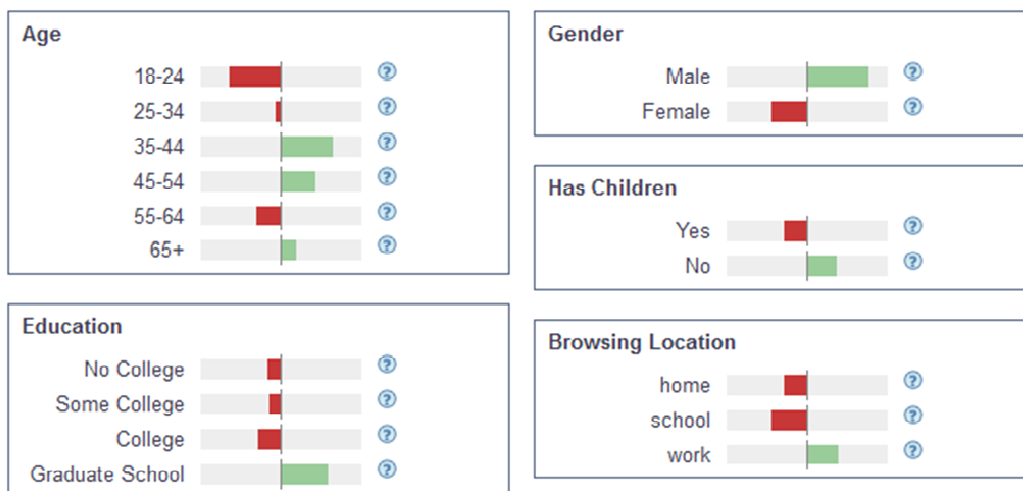 Age
18-24 ?
25-34 ?
35-44 ?
45-54 ?
55-64 ?
65+ ?
Education
No College ?
Some College ?
College ?
Graduate School ?
Gender
Male ?
Female ?
Has Children
Yes ?
No ?
Browsing Location
home ?
school ?
work ?